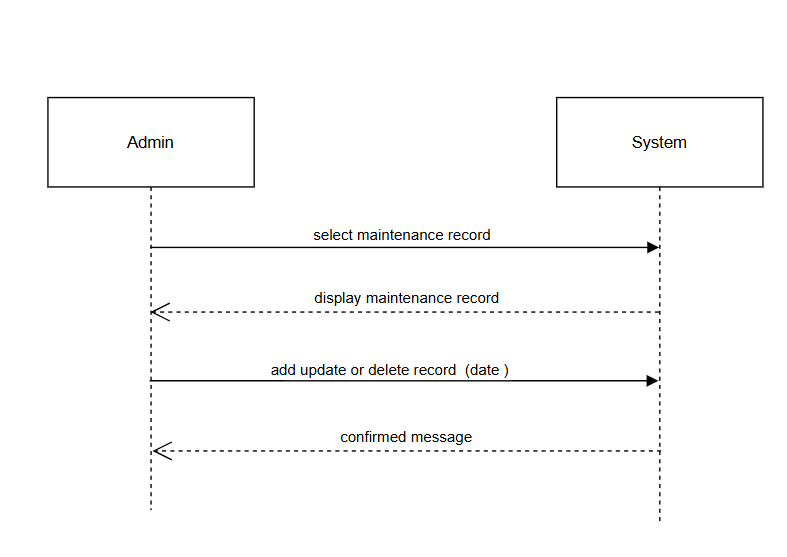 Admin
System
select maintenance record
display maintenance record
add update or delete record  (date )
confirmed message